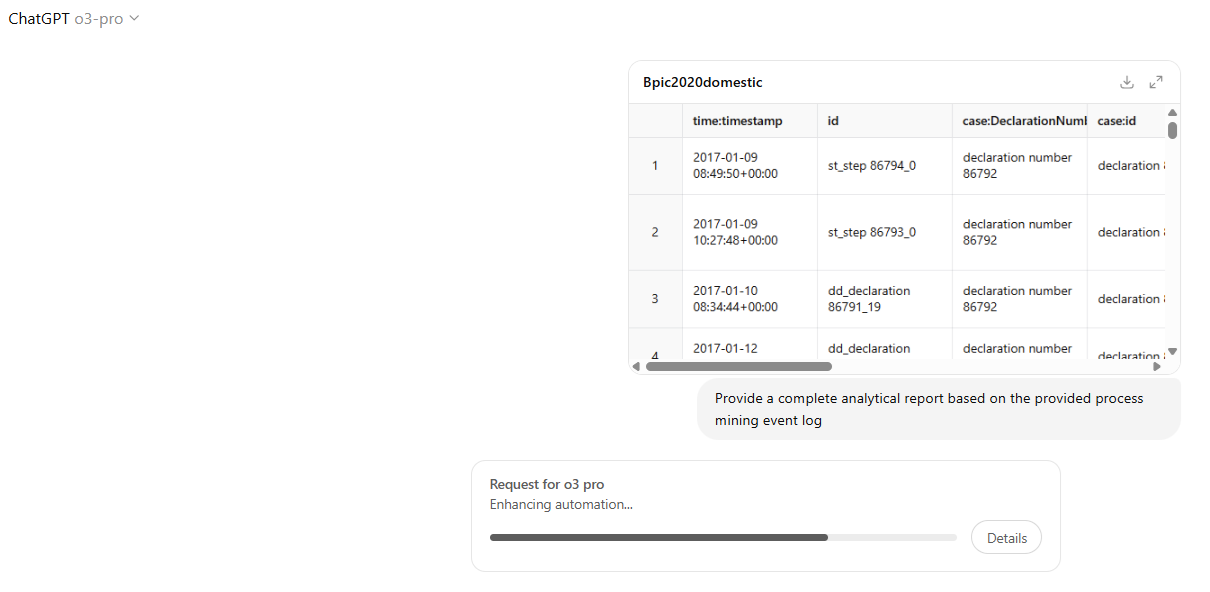 ChatGPT o3-pro
Bpic2020domestic
time:timestamp id case:DeclarationNuml case:id
1 2017-01-09 08:49:50+00:00 st_step 86794_0 declaration number 86792 declaration
2 2017-01-09 10:27:48+00:00 st_step 86793_0 declaration number 86792 declaration
3 2017-01-10 08:34:44+00:00 dd_declaration 86791_19 declaration number 86792 declaration
4 2017-01-12 dd_declaration declaration number declaration
Provide a complete analytical report based on the provided process
mining event log
Request for o3 pro
Enhancing automation...
Details